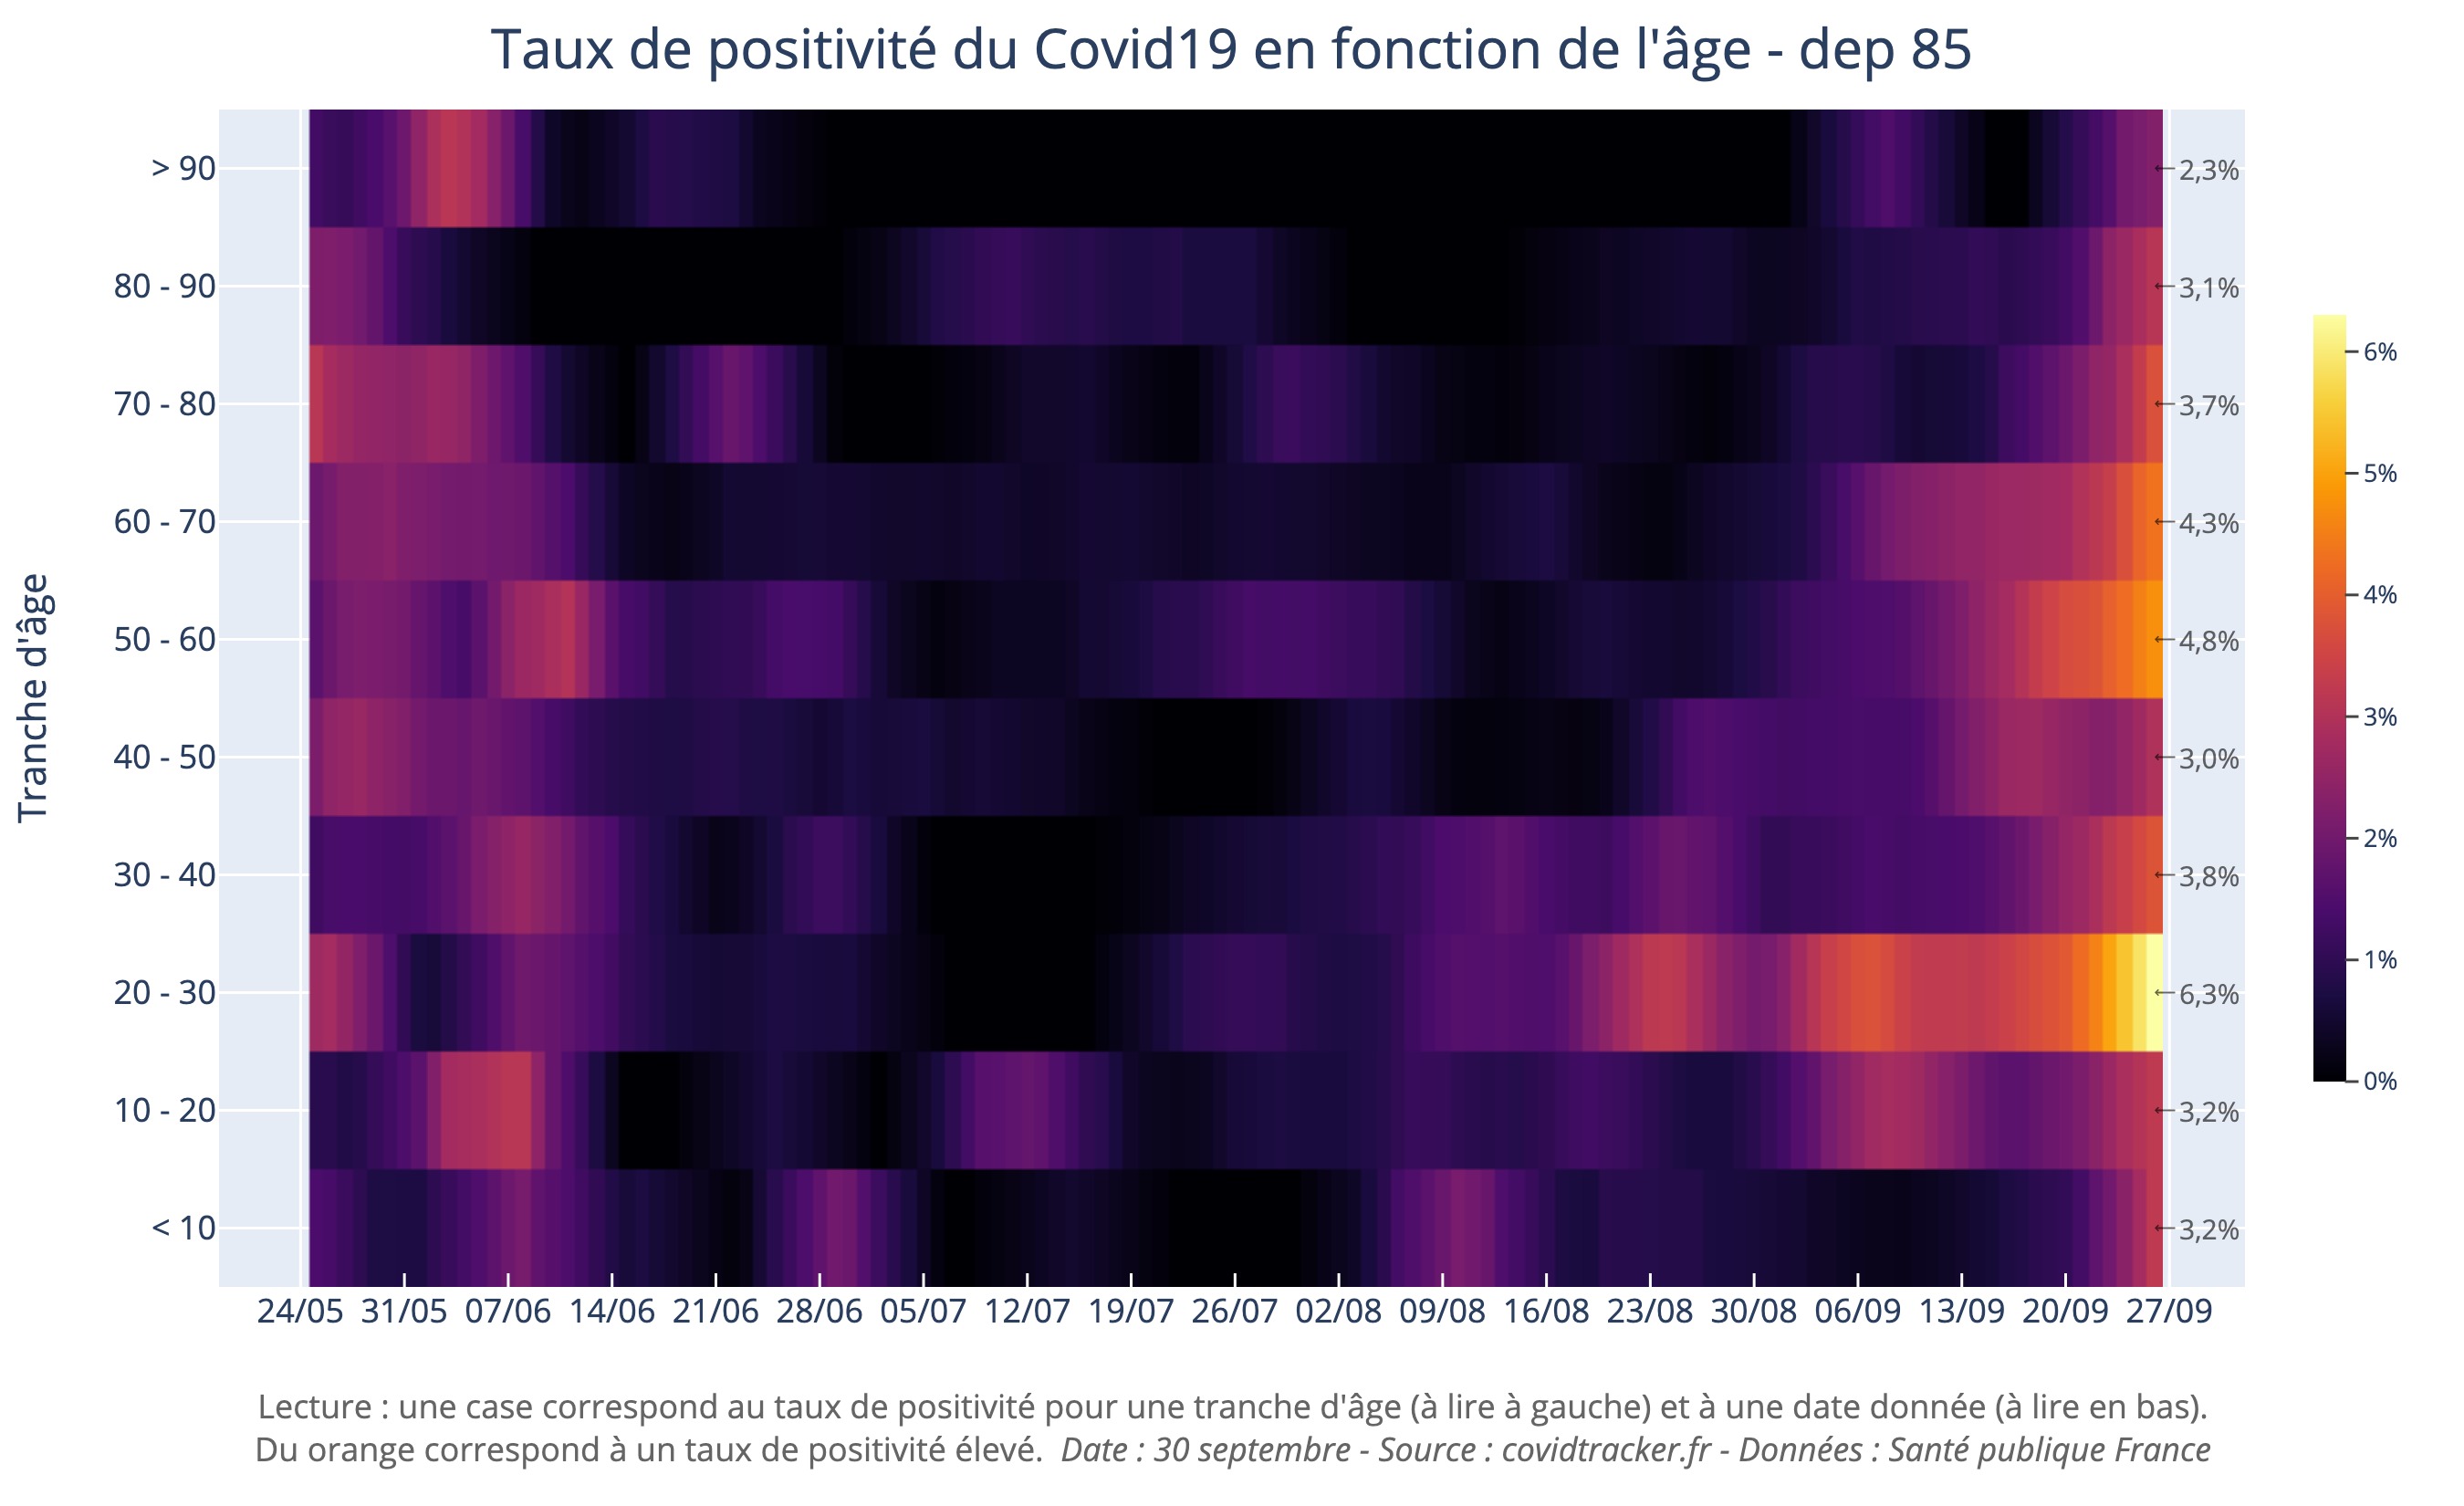 Taux de positivité du Covid19 en fonction de l'âge - dep 85
Tranche d'âge
> 90
80 - 90
70 - 80
60 - 70
50 - 60
40 - 50
30 - 40
20 - 30
10 - 20
< 10
2,3%
3,1%
3,7%
4,3%
4,8%
3,0%
3,8%
6,3%
3,2%
3,2%
6%
5%
4%
3%
2%
1%
0%
24/05 31/05 07/06 14/06 21/06 28/06 05/07 12/07 19/07 26/07 02/08 09/08 16/08 23/08 30/08 06/09 13/09 20/09 27/09
Lecture : une case correspond au taux de positivité pour une tranche d'âge (à lire à gauche) et à une date donnée (à lire en bas).
Du orange correspond à un taux de positivité élevé. Date : 30 septembre - Source : covidtracker.fr - Données : Santé publique France